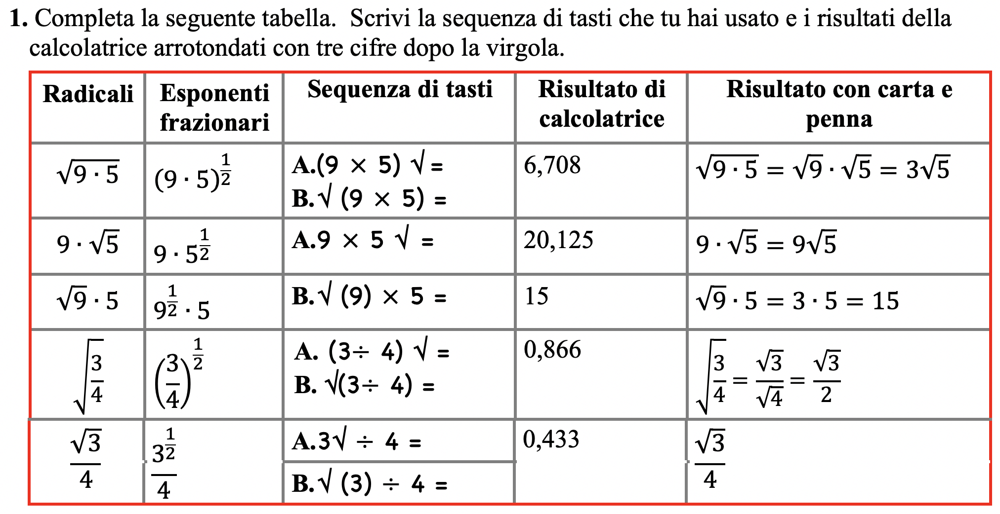 1. Completa la seguente tabella. Scrivi la sequenza di tasti che tu hai usato e i risultati della
calcolatrice arrotondati con tre cifre dopo la virgola.
Radicali
Esponenti
frazionari
Sequenza di tasti
Risultato di
calcolatrice
Risultato con carta e
penna
√(9 · 5)
(9 · 5)^(1/2)
A.(9 × 5) √ =
B.√ (9 × 5) =
6,708
√(9 · 5) = √9 · √5 = 3√5
9 · √5
9 · 5^(1/2)
A.9 × 5 √ =
20,125
9 · √5 = 9√5
√9 · 5
9^(1/2) · 5
B.√ (9) × 5 =
15
√9 · 5 = 3 · 5 = 15
√(3/4)
(3/4)^(1/2)
A. (3÷ 4) √ =
B. √(3÷ 4) =
0,866
√(3/4) = √3/√4 = √3/2
√3/4
3^(1/2)/4
A.3√ ÷ 4 =
B.√ (3) ÷ 4 =
0,433
√3/4